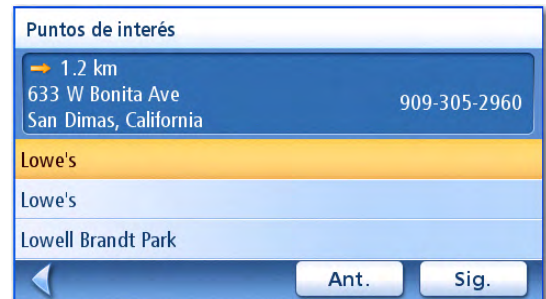 Puntos de interés
1.2 km
633 W Bonita Ave
909-305-2960
San Dimas, California
Lowe's
Lowe's
Lowell Brandt Park
Ant.
Sig.